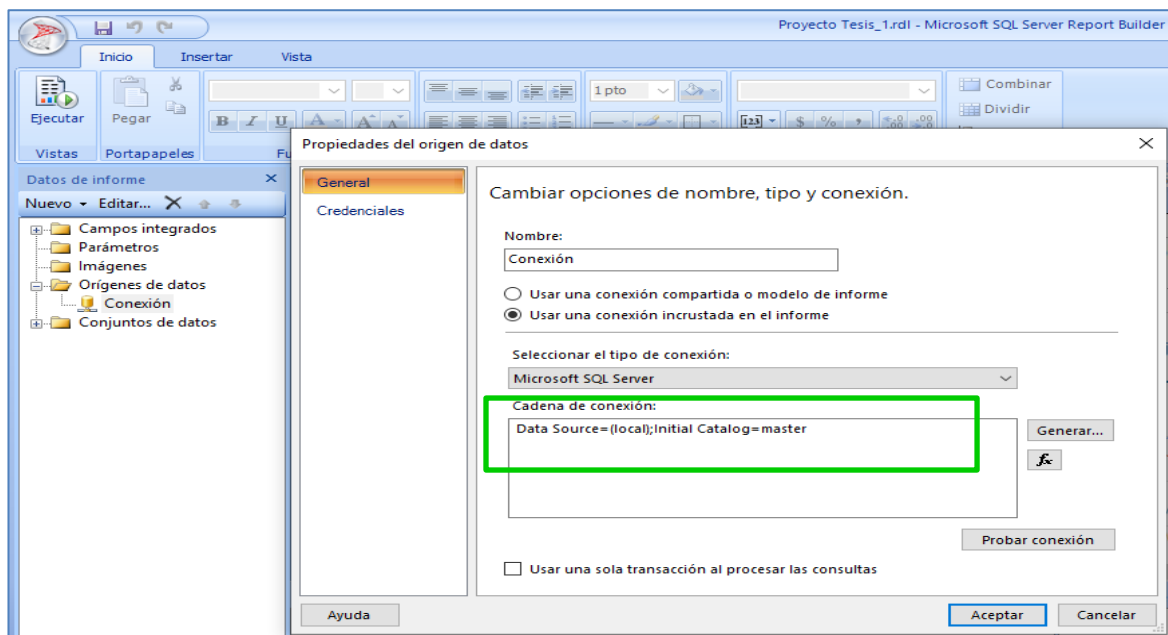 Proyecto Tesis_1.rdl - Microsoft SQL Server Report Builder
Inicio Insertar Vista
Ejecutar
Pegar
1 pto
Combinar
Dividir
B I U A A A
123 $ % ,
Vistas
Portapapeles
Fu
Datos de informe
Nuevo Editar...
Campos integrados
Parámetros
Imágenes
Orígenes de datos
Conexión
Conjuntos de datos
Propiedades del origen de datos
General
Credenciales
Cambiar opciones de nombre, tipo y conexión.
Nombre:
Conexión
Usar una conexión compartida o modelo de informe
Usar una conexión incrustada en el informe
Seleccionar el tipo de conexión:
Microsoft SQL Server
Cadena de conexión:
Data Source=(local);Initial Catalog=master
Generar...
fx
Probar conexión
Usar una sola transacción al procesar las consultas
Ayuda
Aceptar
Cancelar